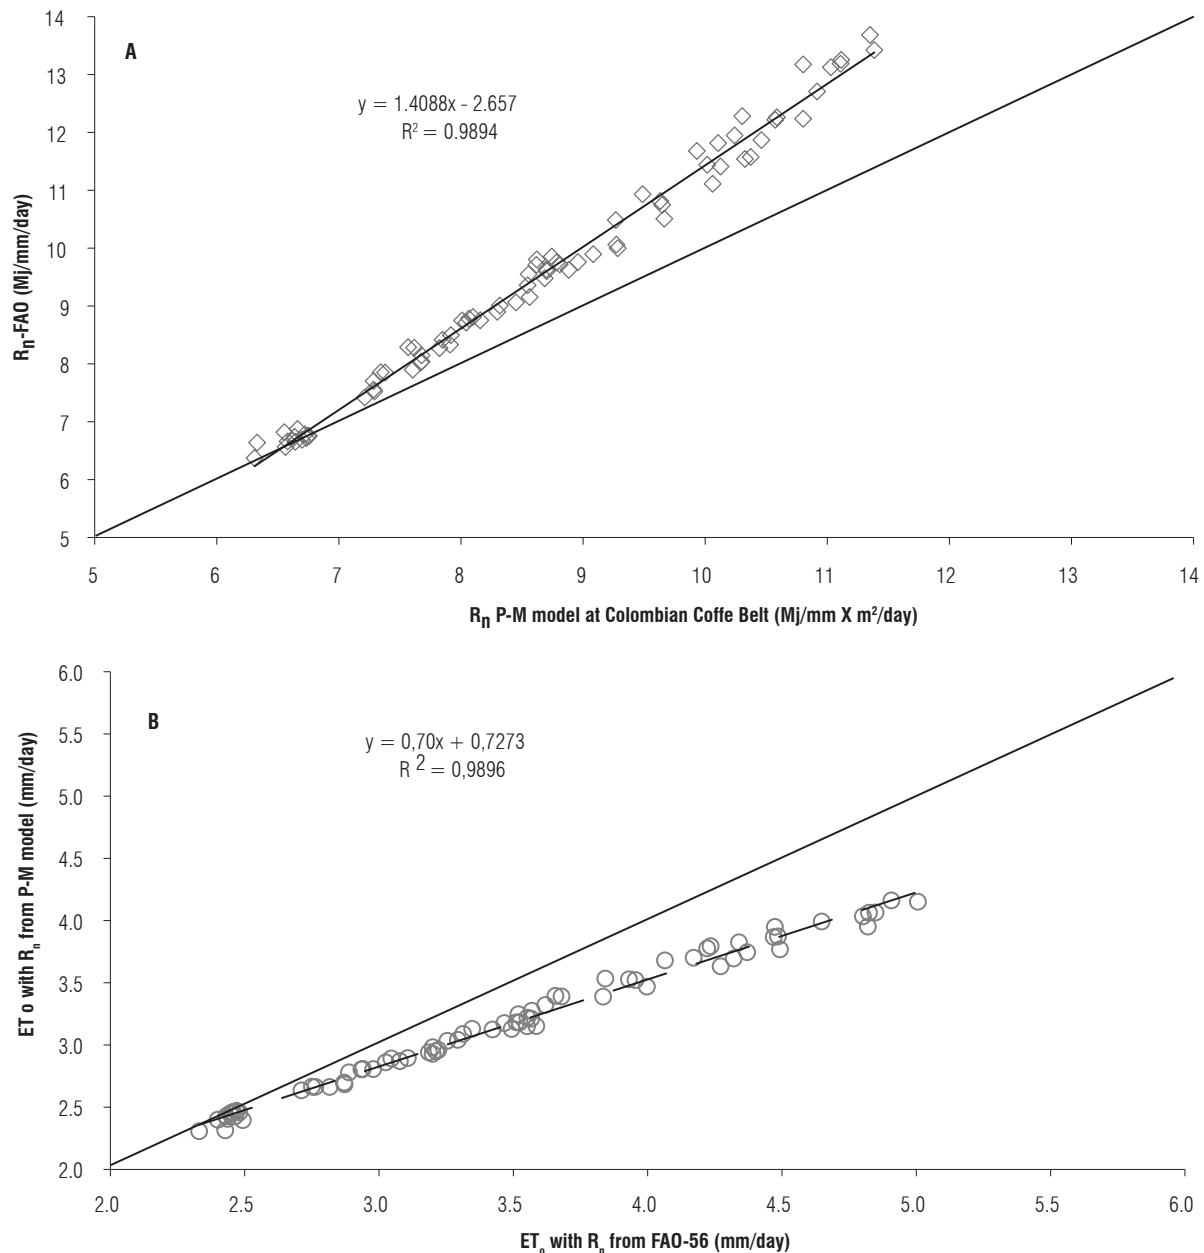 A
y = 1.4088x - 2.657
R² = 0.9894
14
13
12
11
10
9
8
7
6
5
Rn-FAO (Mj/mm/day)
5 6 7 8 9 10 11 12 13 14
Rn P-M model at Colombian Coffe Belt (Mj/mm X m²/day)
B
y = 0,70x + 0,7273
R 2 = 0,9896
6.0
5.5
5.0
4.5
4.0
3.5
3.0
2.5
2.0
ET o with Rn from P-M model (mm/day)
2.0 2.5 3.0 3.5 4.0 4.5 5.0 5.5 6.0
ETo with Rn from FAO-56 (mm/day)